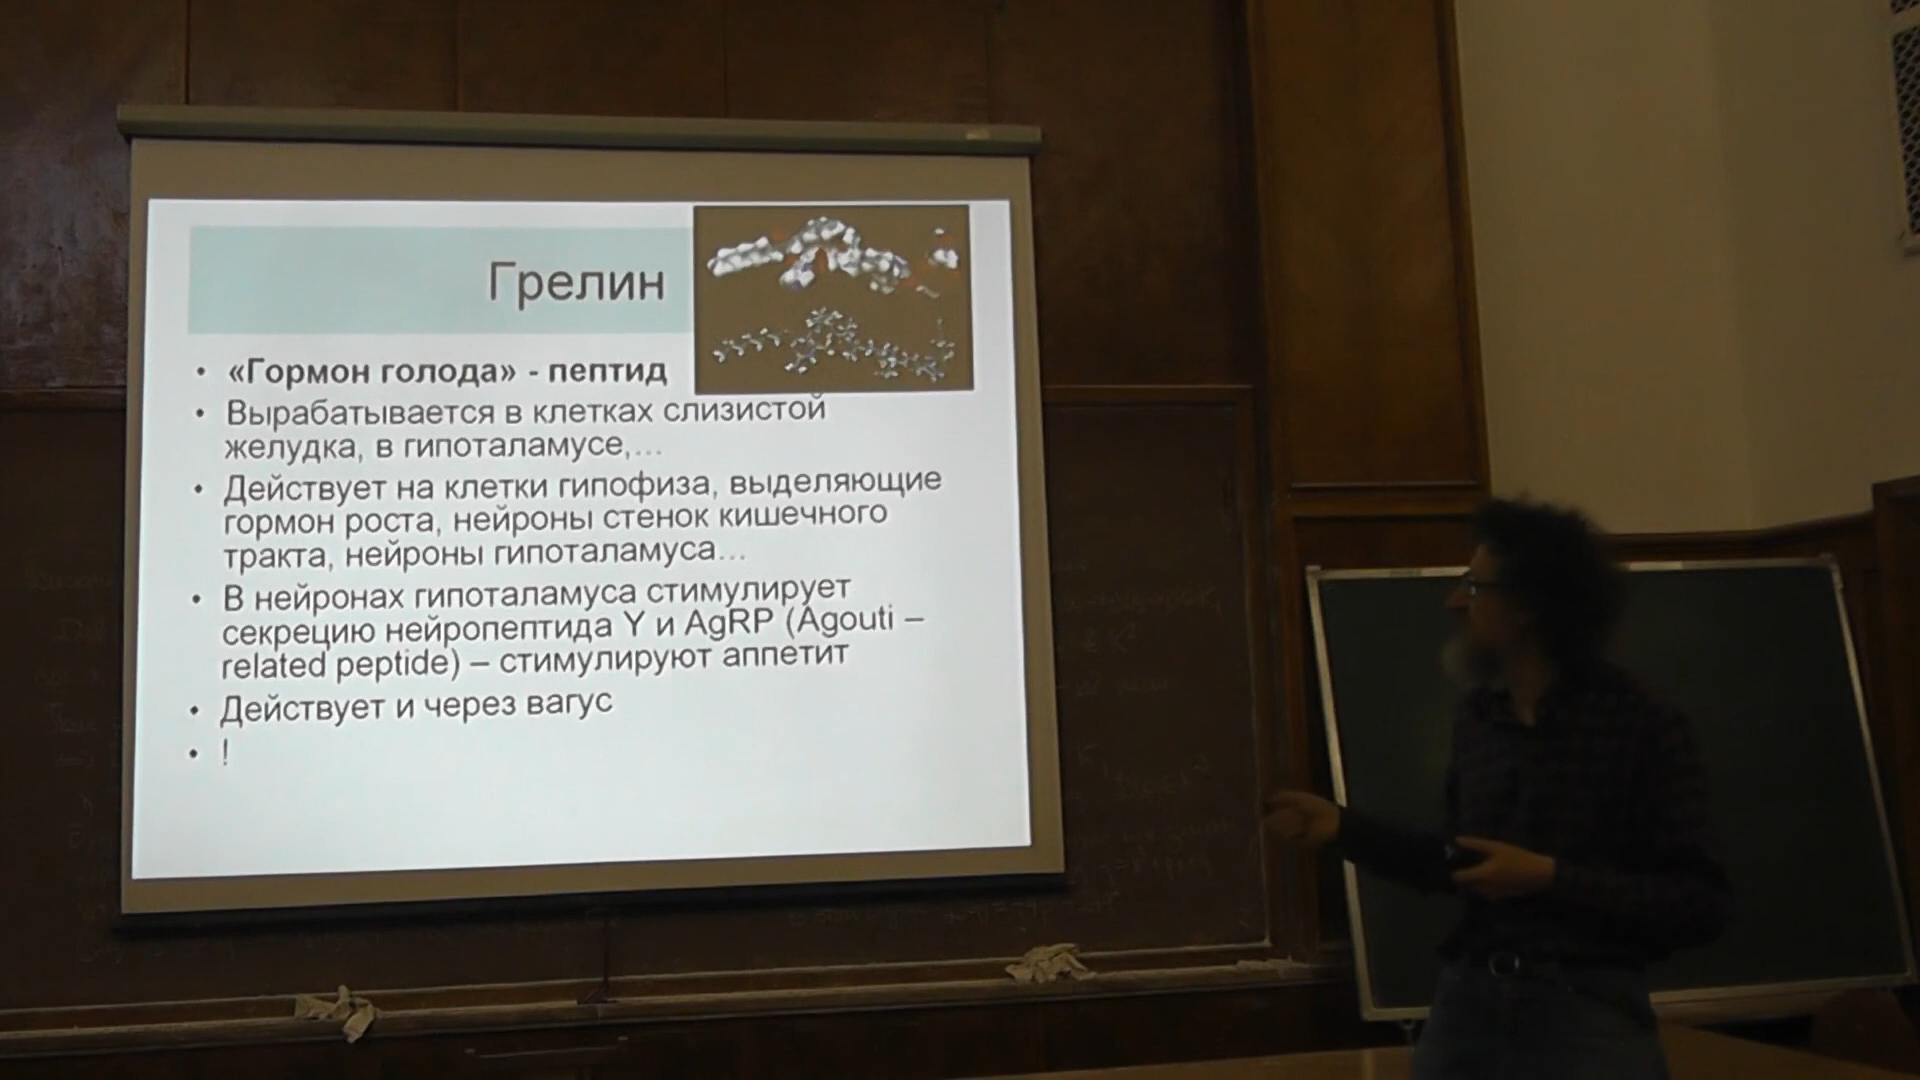 Грелин
• «Гормон голода» - пептид
• Вырабатывается в клетках слизистой
желудка, в гипоталамусе,…
• Действует на клетки гипофиза, выделяющие
гормон роста, нейроны стенок кишечного
тракта, нейроны гипоталамуса…
• В нейронах гипоталамуса стимулирует
секрецию нейропептида Y и AgRP (Agouti –
related peptide) – стимулируют аппетит
• Действует и через вагус
• !